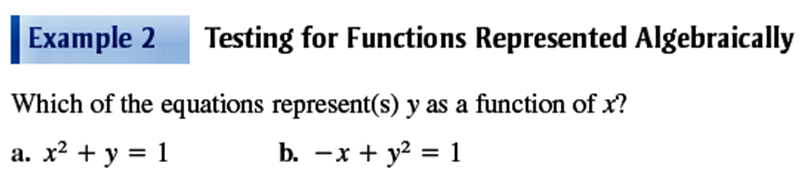 Example 2 Testing for Functions Represented Algebraically
Which of the equations represent(s) y as a function of x?
a. x² + y = 1 b. −x + y² = 1